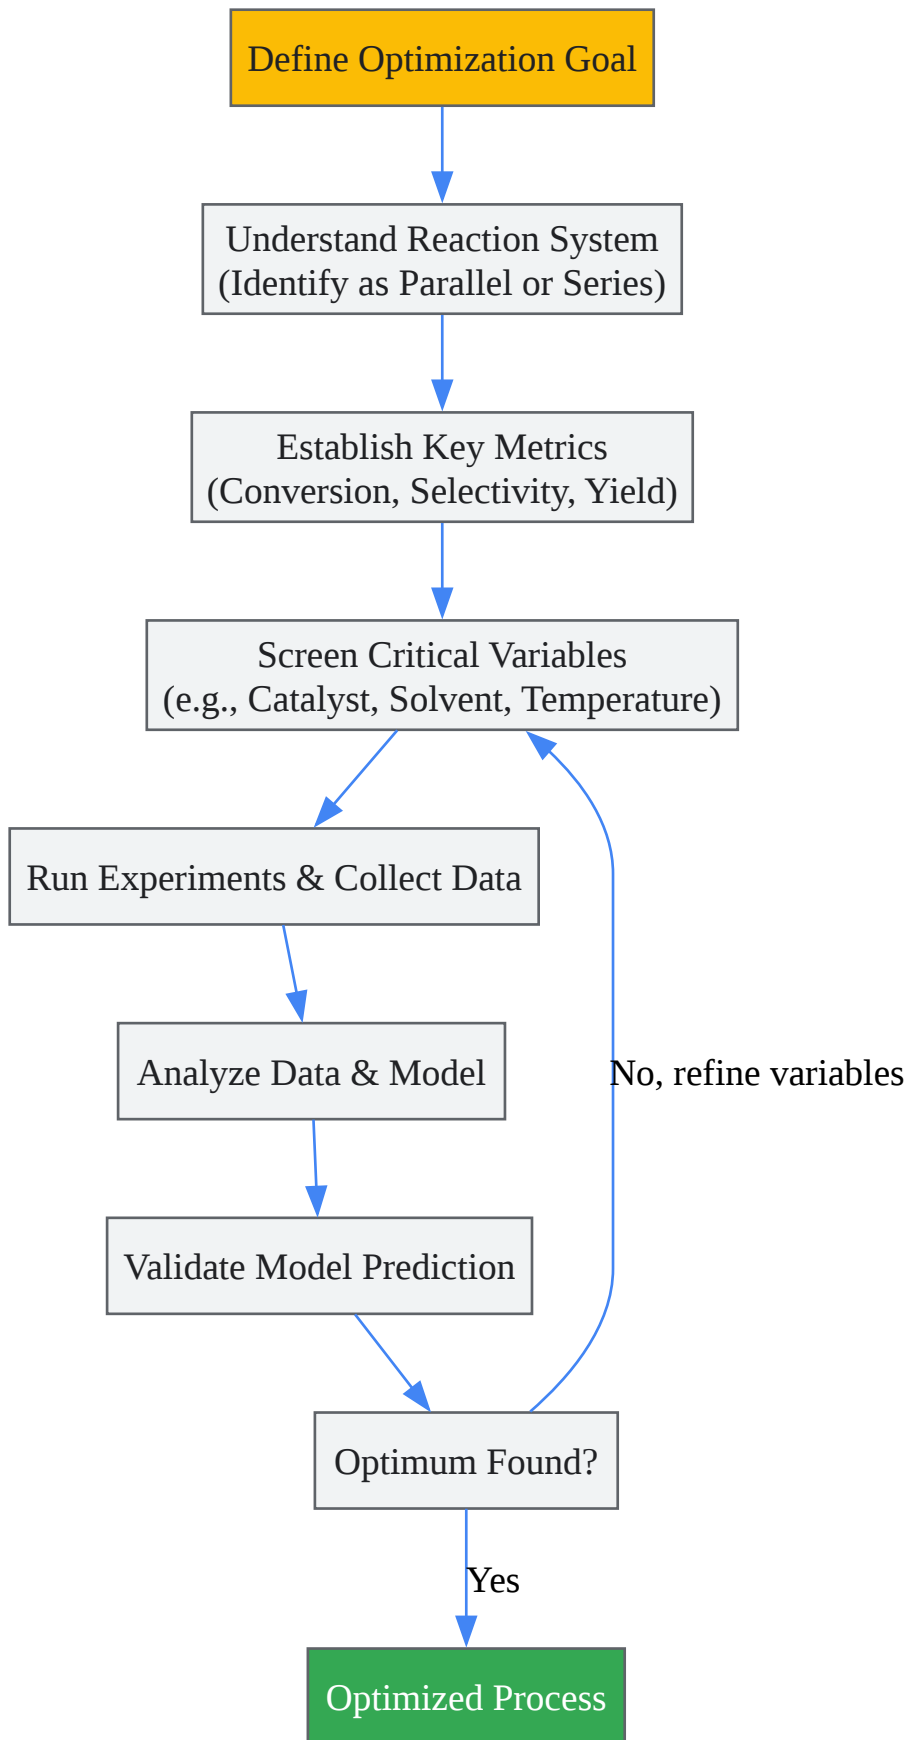 Define Optimization Goal
Understand Reaction System
(Identify as Parallel or Series)
Establish Key Metrics
(Conversion, Selectivity, Yield)
Screen Critical Variables
(e.g., Catalyst, Solvent, Temperature)
Run Experiments & Collect Data
Analyze Data & Model
No, refine variables
Validate Model Prediction
Optimum Found?
Yes
Optimized Process